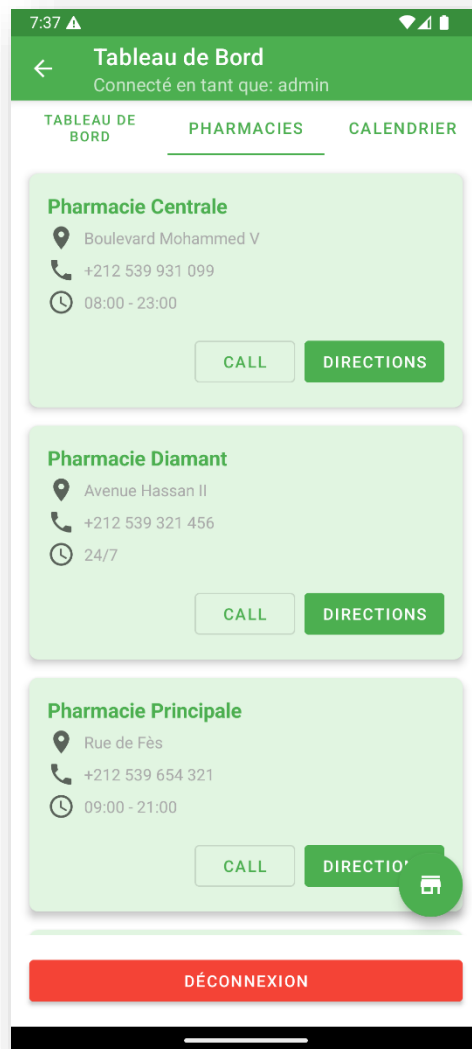 7:37
Tableau de Bord
Connecté en tant que: admin
TABLEAU DE
BORD
PHARMACIES
CALENDRIER
Pharmacie Centrale
Boulevard Mohammed V
+212 539 931 099
08:00 - 23:00
CALL
DIRECTIONS
Pharmacie Diamant
Avenue Hassan II
+212 539 321 456
24/7
CALL
DIRECTIONS
Pharmacie Principale
Rue de Fès
+212 539 654 321
09:00 - 21:00
CALL
DIRECTIO
DÉCONNEXION